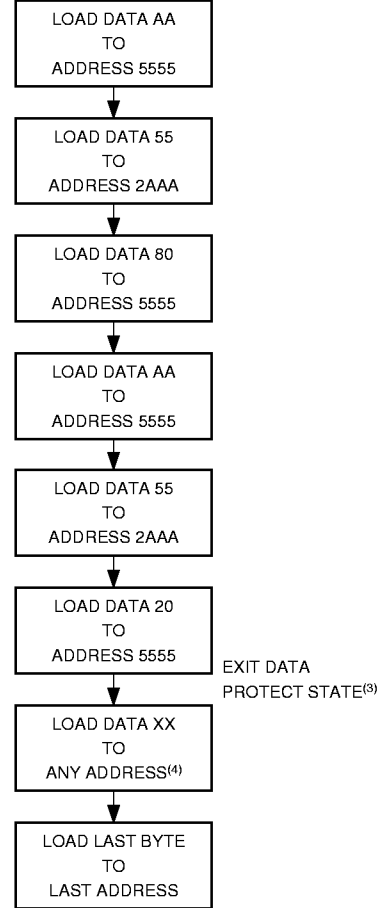 LOAD DATA AA
TO
ADDRESS 5555
LOAD DATA 55
TO
ADDRESS 2AAA
LOAD DATA 80
TO
ADDRESS 5555
LOAD DATA AA
TO
ADDRESS 5555
LOAD DATA 55
TO
ADDRESS 2AAA
LOAD DATA 20
TO
ADDRESS 5555
EXIT DATA
PROTECT STATE(3)
LOAD DATA XX
TO
ANY ADDRESS(4)
LOAD LAST BYTE
TO
LAST ADDRESS